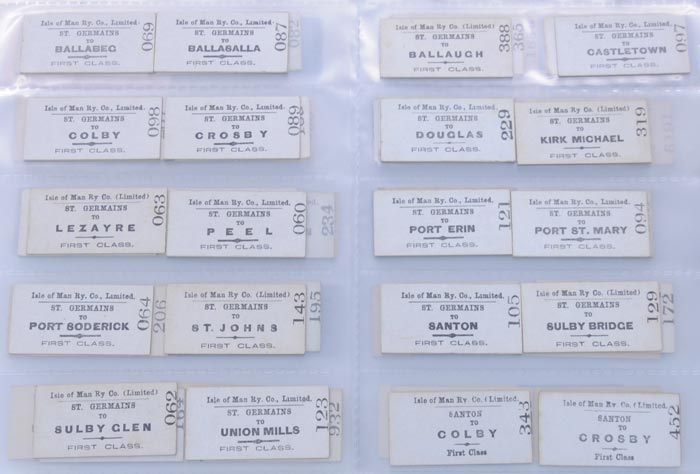 Isle of Man Ry. Co., Limited.
ST. GERMAINS
TO
BALLABEG
FIRST CLASS.
069
Isle of Man Ry. Co., Limited.
ST. GERMAINS
TO
BALLASALLA
FIRST CLASS.
087
082
Isle of Man Ry. Co., Limited.
ST. GERMAINS
TO
BALLAUGH
FIRST CLASS.
388
365
Isle of Man Ry. Co., Limited.
ST. GERMAINS
TO
CASTLETOWN
FIRST CLASS.
097
Isle of Man Ry. Co., Limited.
ST. GERMAINS
TO
COLBY
FIRST CLASS.
098
Isle of Man Ry. Co., Limited.
ST. GERMAINS
TO
CROSBY
FIRST CLASS.
089
Isle of Man Ry. Co., Limited.
ST. GERMAINS
TO
DOUGLAS
FIRST CLASS.
229
Isle of Man Ry Co. (Limited)
ST. GERMAINS
TO
KIRK MICHAEL
FIRST CLASS.
319
Isle of Man Ry Co. (Limited)
ST. GERMAINS
TO
LEZAYRE
FIRST CLASS.
063
Isle of Man Ry. Co., Limited.
ST. GERMAINS
TO
PEEL
FIRST CLASS.
060
234
Isle of Man Ry. Co., Limited.
ST. GERMAINS
TO
PORT ERIN
FIRST CLASS.
121
Isle of Man Ry Co. (Limited)
ST. GERMAINS
TO
PORT ST. MARY
FIRST CLASS.
094
Isle of Man Ry. Co., Limited.
ST. GERMAINS
TO
PORT SODERICK
FIRST CLASS.
064
206
Isle of Man Ry Co. (Limited)
ST. GERMAINS
TO
ST. JOHNS
FIRST CLASS.
143
195
Isle of Man Ry. Co., Limited.
ST. GERMAINS
TO
SANTON
FIRST CLASS.
105
Isle of Man Ry Co. (Limited)
ST. GERMAINS
TO
SULBY BRIDGE
FIRST CLASS.
129
172
Isle of Man Ry Co. (Limited)
ST. GERMAINS
TO
SULBY GLEN
FIRST CLASS.
062
Isle of Man Ry. Co., Limited.
ST. GERMAINS
TO
UNION MILLS
FIRST CLASS.
123
932
Isle of Man Ry. Co. (Limited)
SANTON
TO
COLBY
First Class
343
Isle of Man Ry. Co. (Limited)
SANTON
TO
CROSBY
First Class
452